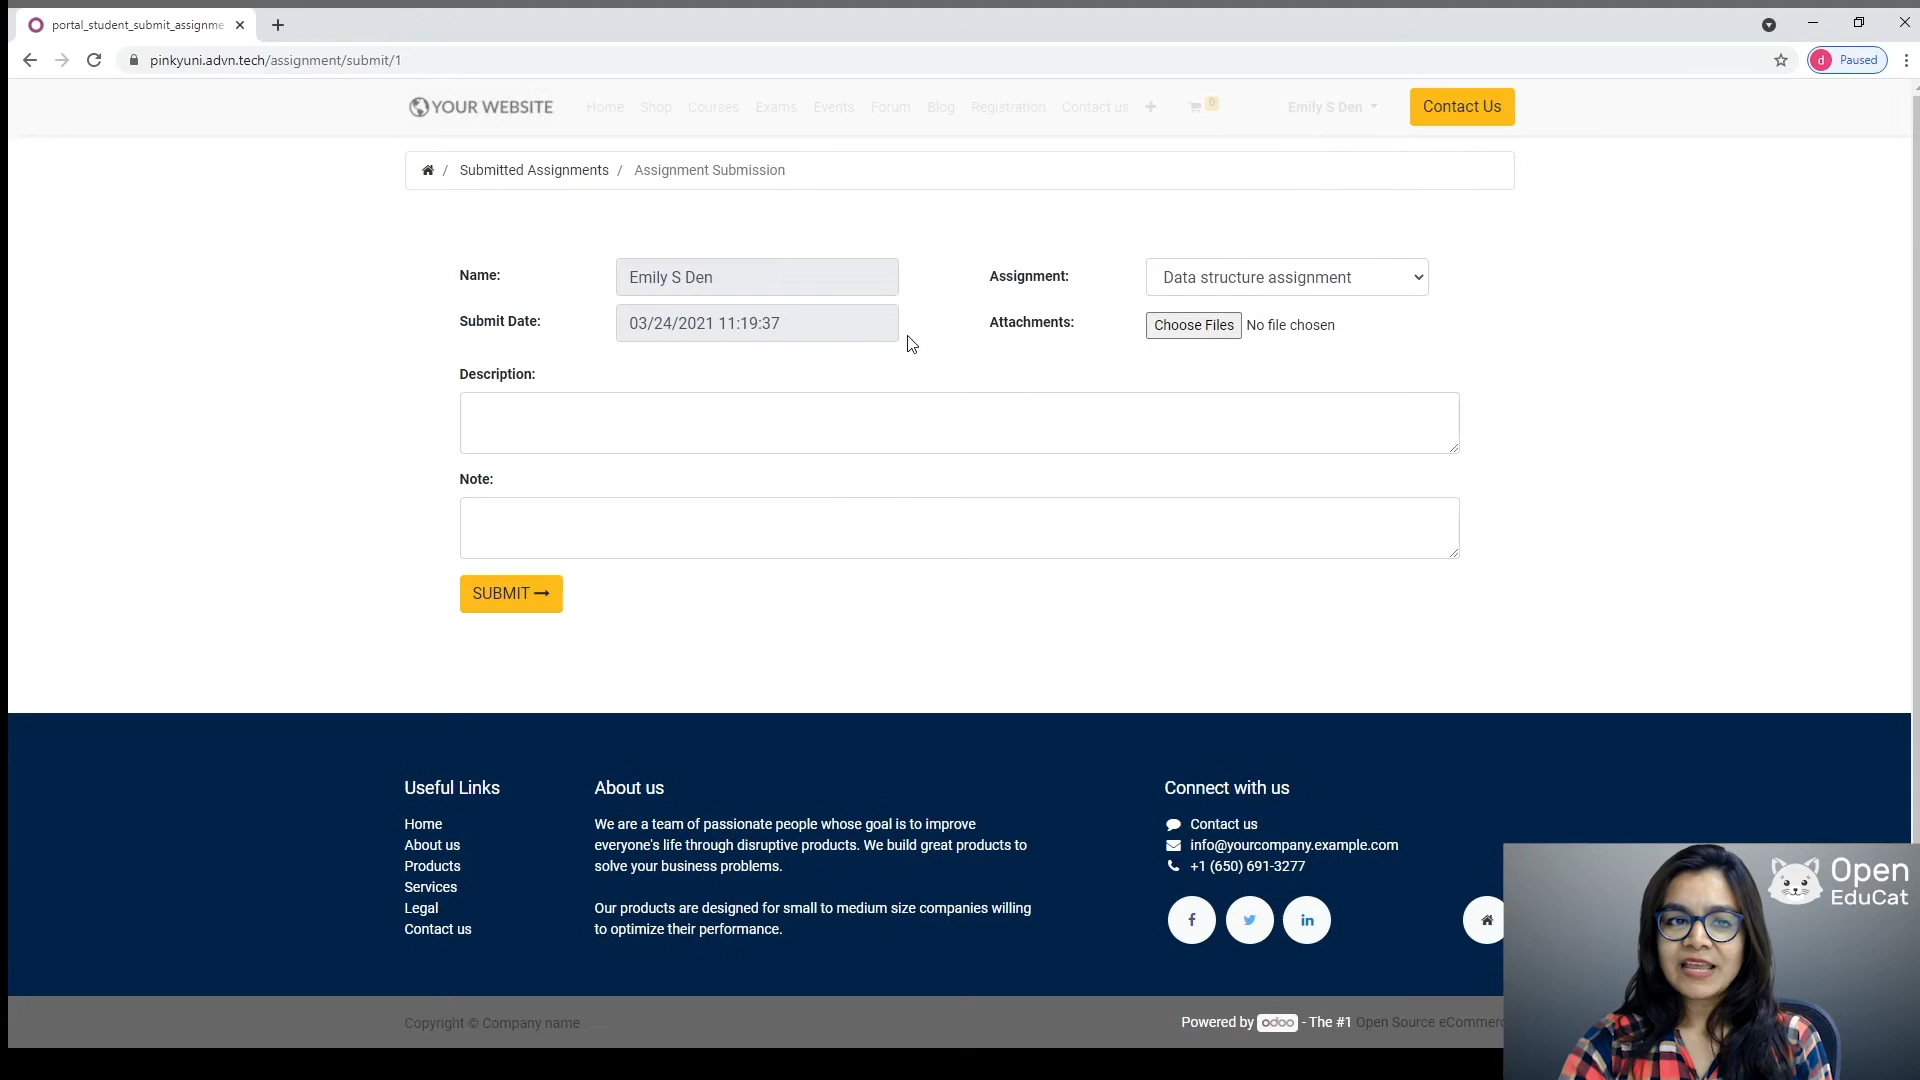 portal_student_submit_assignme
pinkyuni.advn.tech/assignment/submit/1
d Paused
YOUR WEBSITE Home Shop Courses Exams Events Forum Blog Registration Contact us 0 Emily S Den Contact Us
/ Submitted Assignments / Assignment Submission
Name: Emily S Den Assignment: Data structure assignment
Submit Date: 03/24/2021 11:19:37 Attachments: Choose Files No file chosen
Description:
Note:
SUBMIT
Useful Links
Home
About us
Products
Services
Legal
Contact us
About us
We are a team of passionate people whose goal is to improve
everyone's life through disruptive products. We build great products to
solve your business problems.
Our products are designed for small to medium size companies willing
to optimize their performance.
Connect with us
Contact us
info@yourcompany.example.com
+1 (650) 691-3277
f in
Open
EduCat
Copyright © Company name
Powered by odoo - The #1 Open Source eCommerc